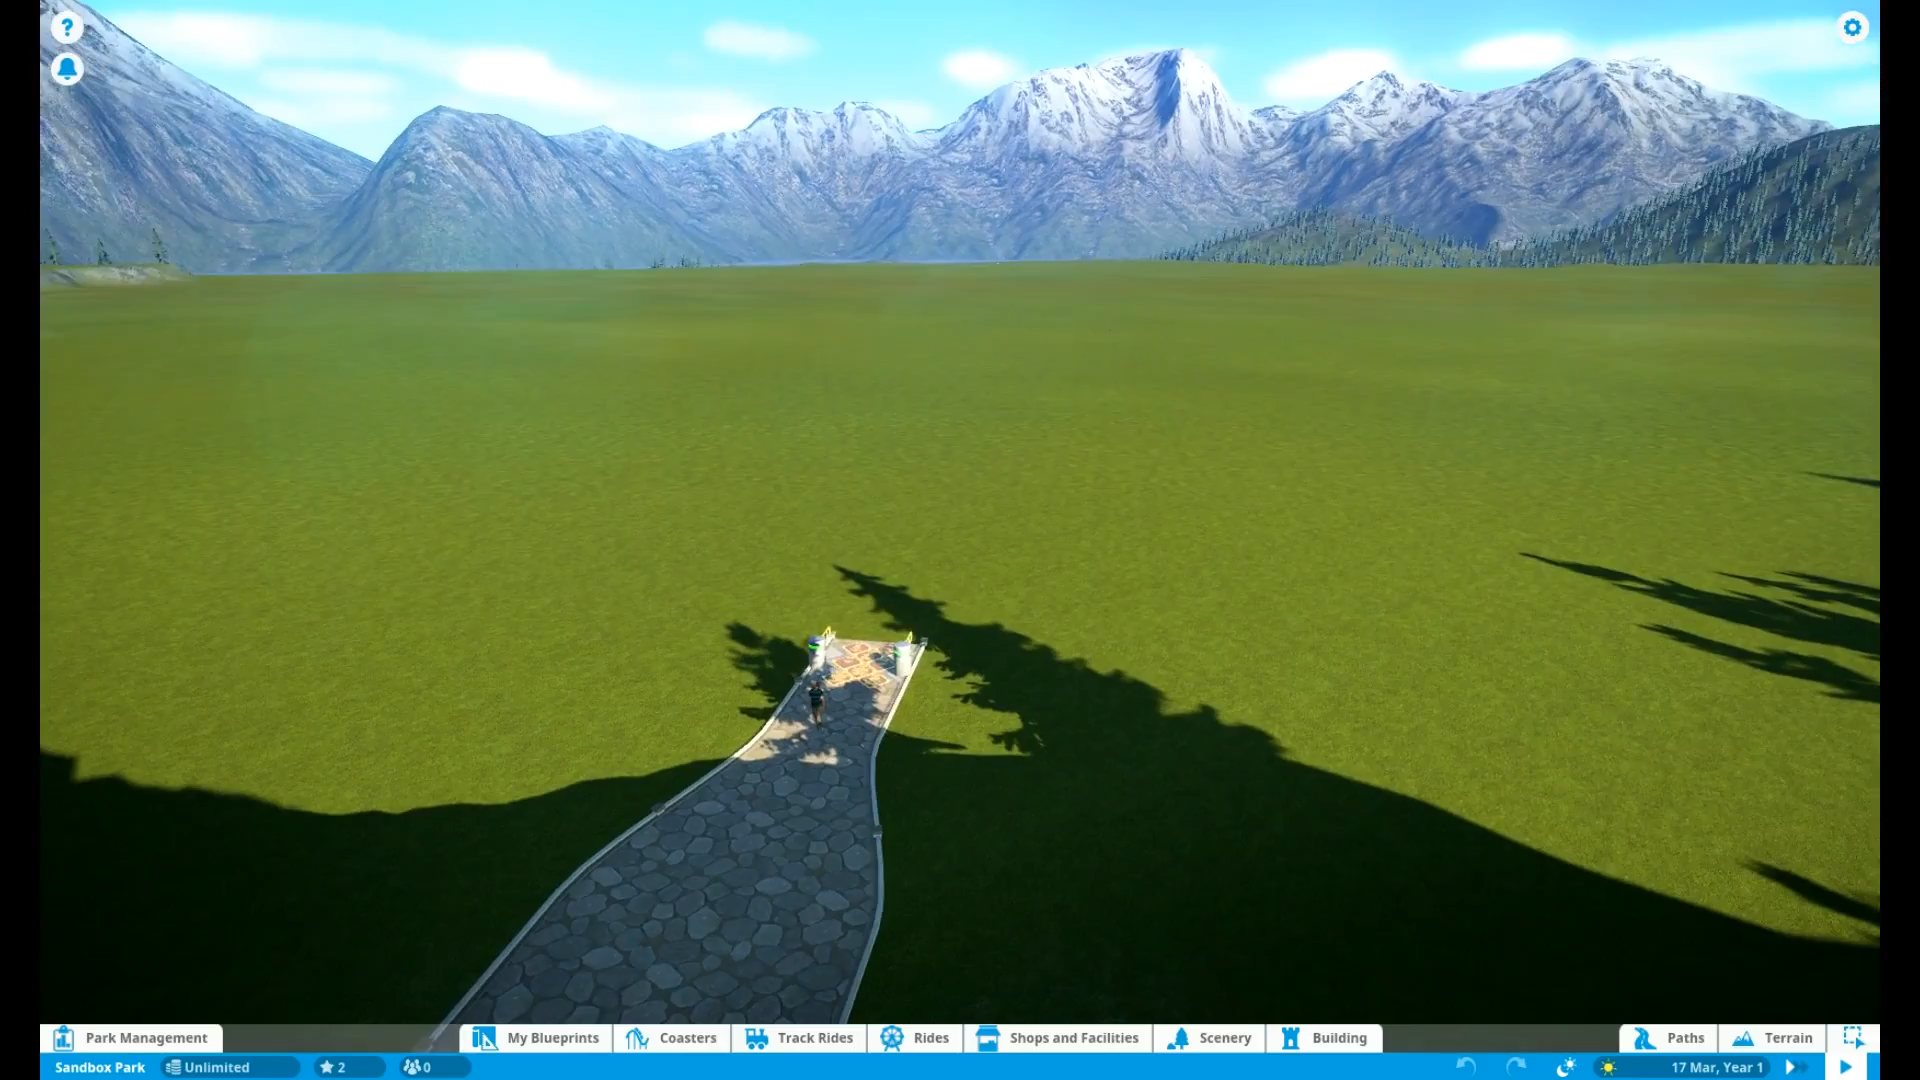 ?
Park Management
My Blueprints
Coasters
Track Rides
Rides
Shops and Facilities
Scenery
Building
Paths
Terrain
Sandbox Park
Unlimited
2
0
17 Mar, Year 1